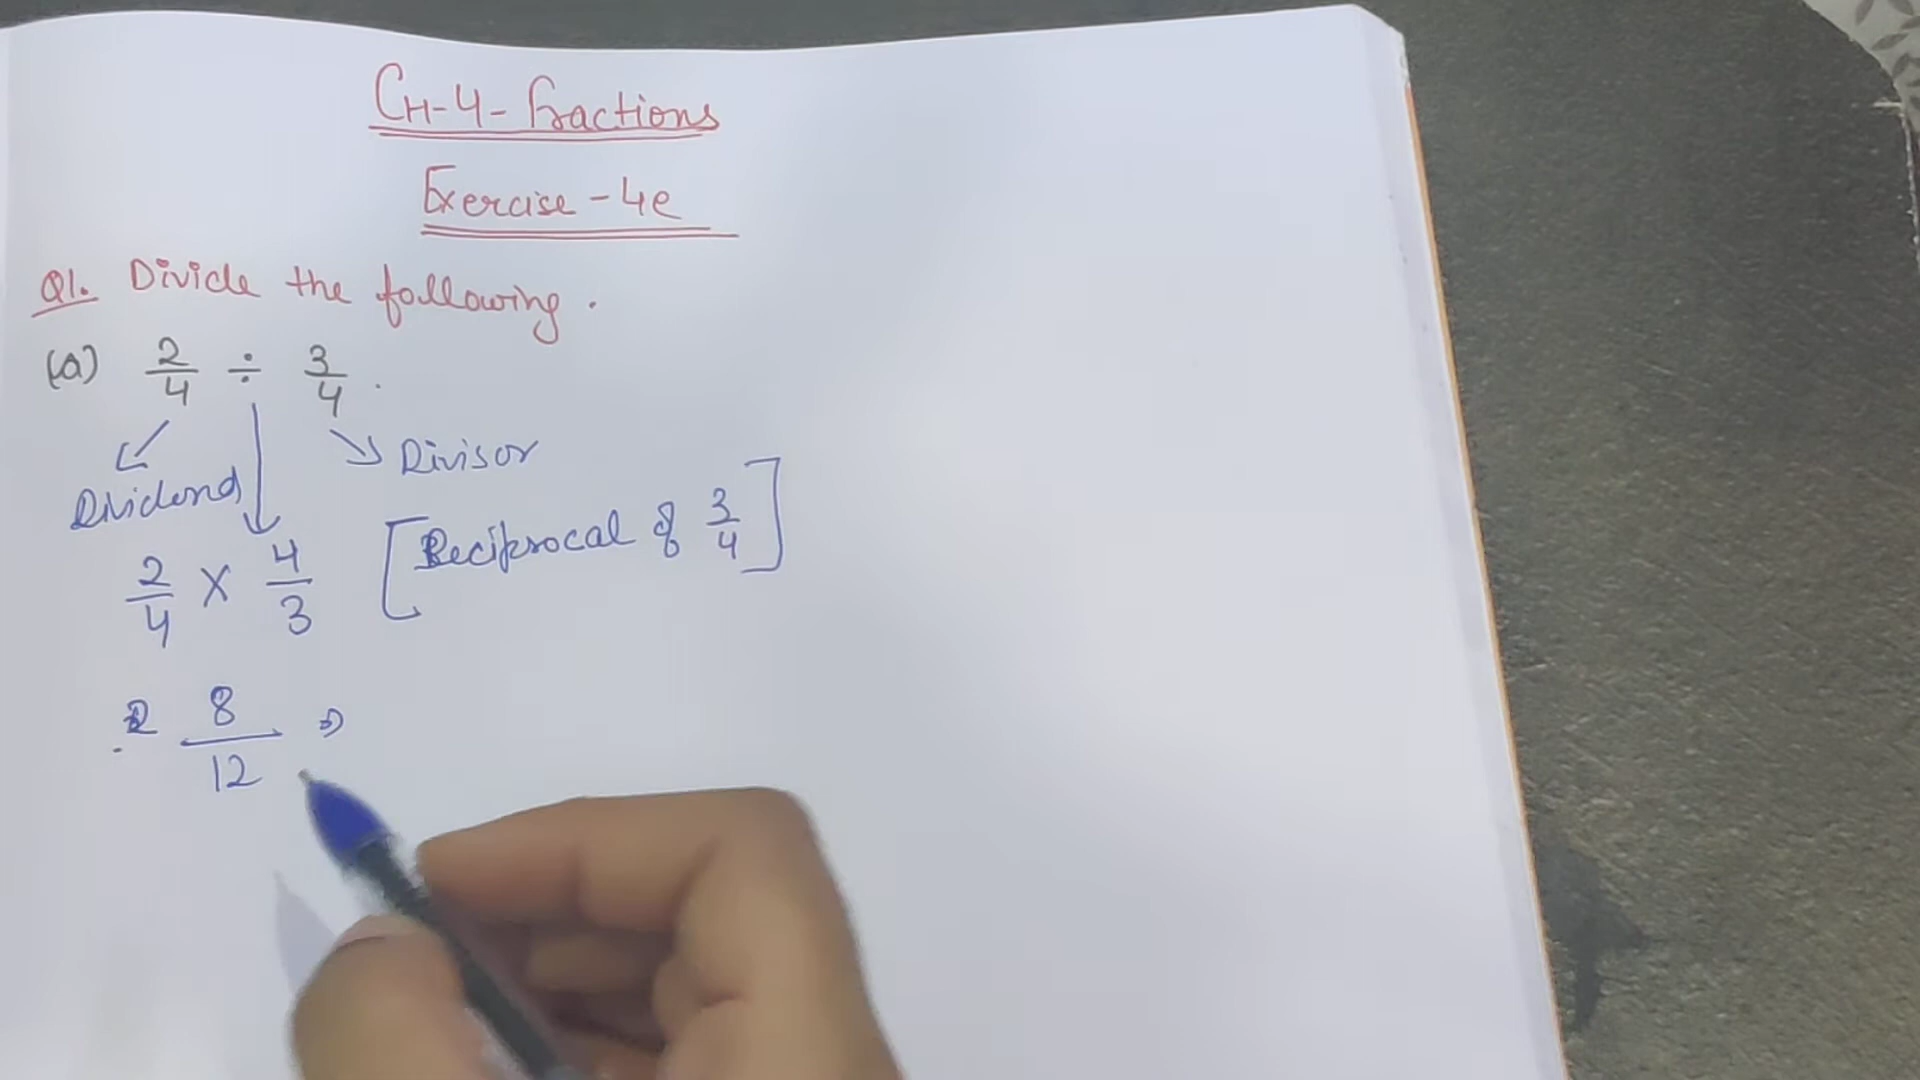 CH-4-Fractions
Exercise-4e
Q1. Divide the following.
(a) 2/4 ÷ 3/4.
Divisor
Dividend
2/4 × 4/3 [Reciprocal of 3/4]
8/12 ⇒